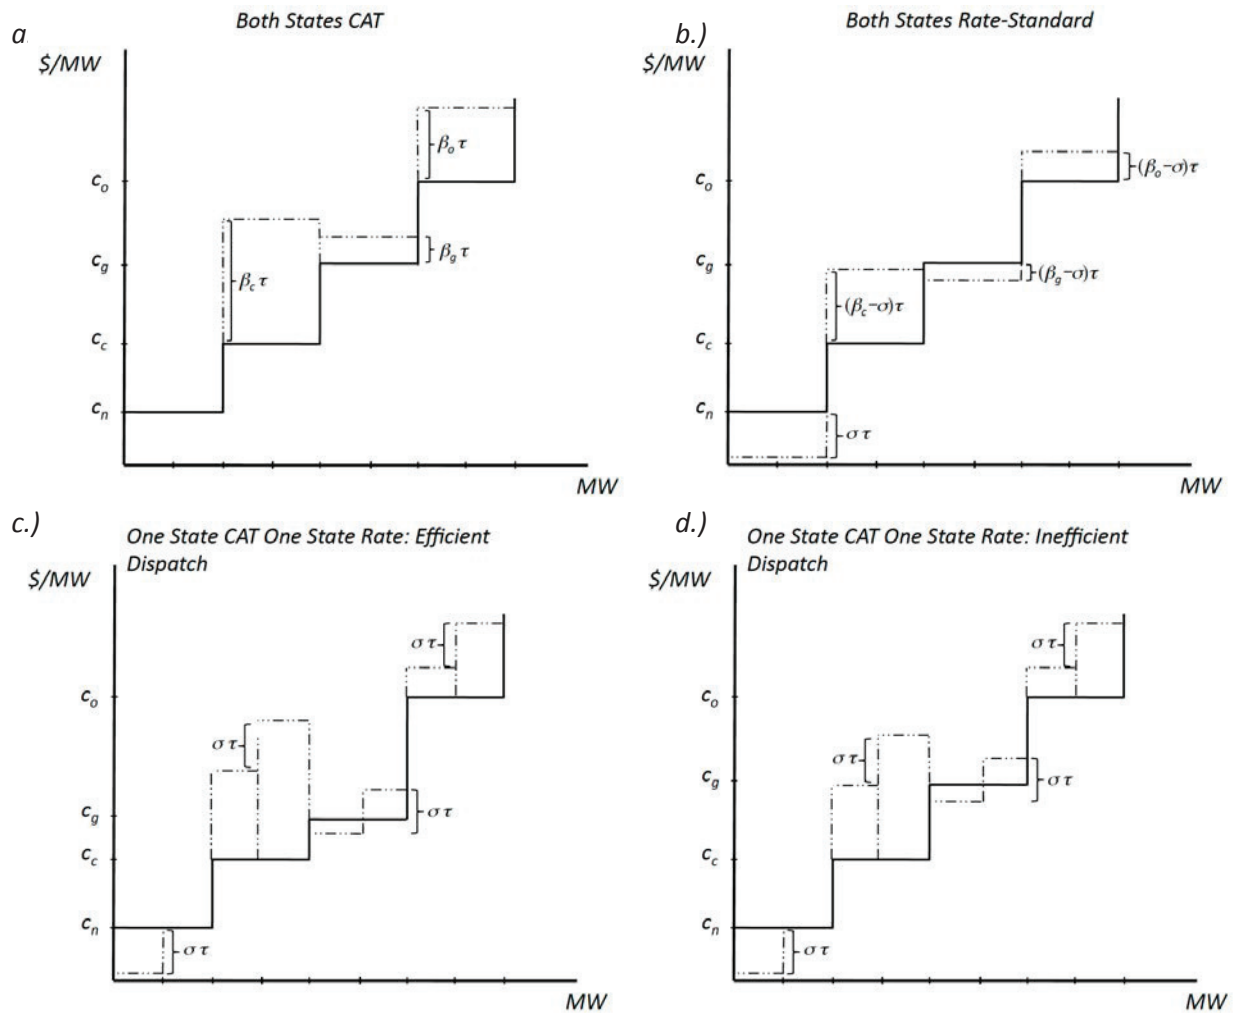 a
Both States CAT
$/MW
β_o τ
c_o
c_g
β_g τ
β_c τ
c_c
c_n
MW
b.)
Both States Rate-Standard
$/MW
(β_o–σ)τ
c_o
c_g
(β_g–σ)τ
(β_c–σ)τ
c_c
c_n
σ τ
MW
c.)
One State CAT One State Rate: Efficient
Dispatch
$/MW
σ τ
c_o
σ τ
c_g
σ τ
c_c
c_n
σ τ
MW
d.)
One State CAT One State Rate: Inefficient
Dispatch
$/MW
σ τ
c_o
σ τ
c_g
σ τ
c_c
c_n
σ τ
MW